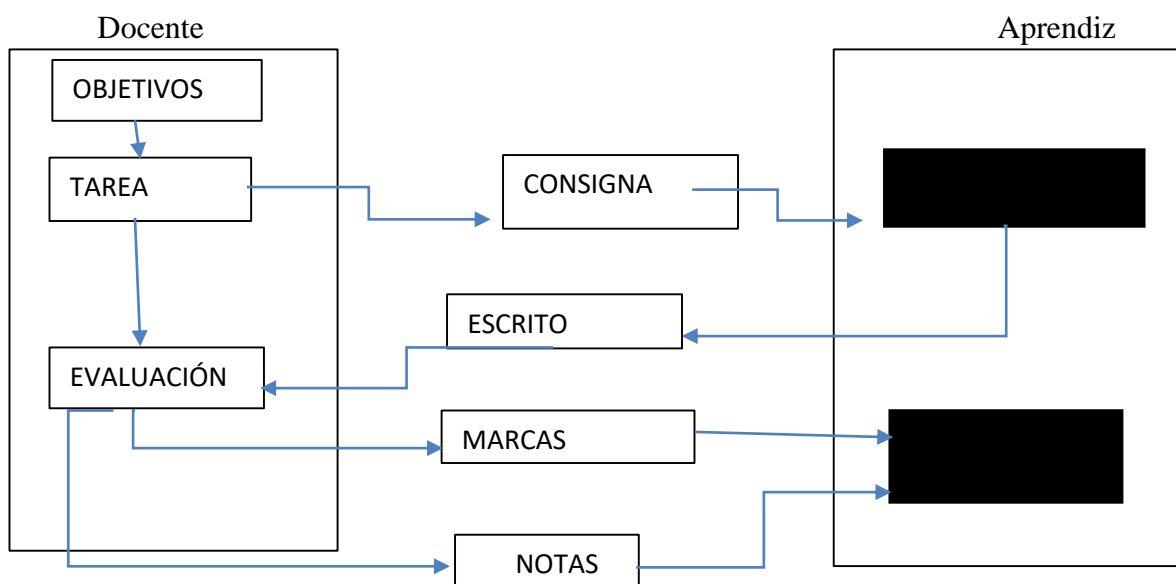 Docente
Aprendiz
OBJETIVOS
TAREA
CONSIGNA
ESCRITO
EVALUACIÓN
MARCAS
NOTAS